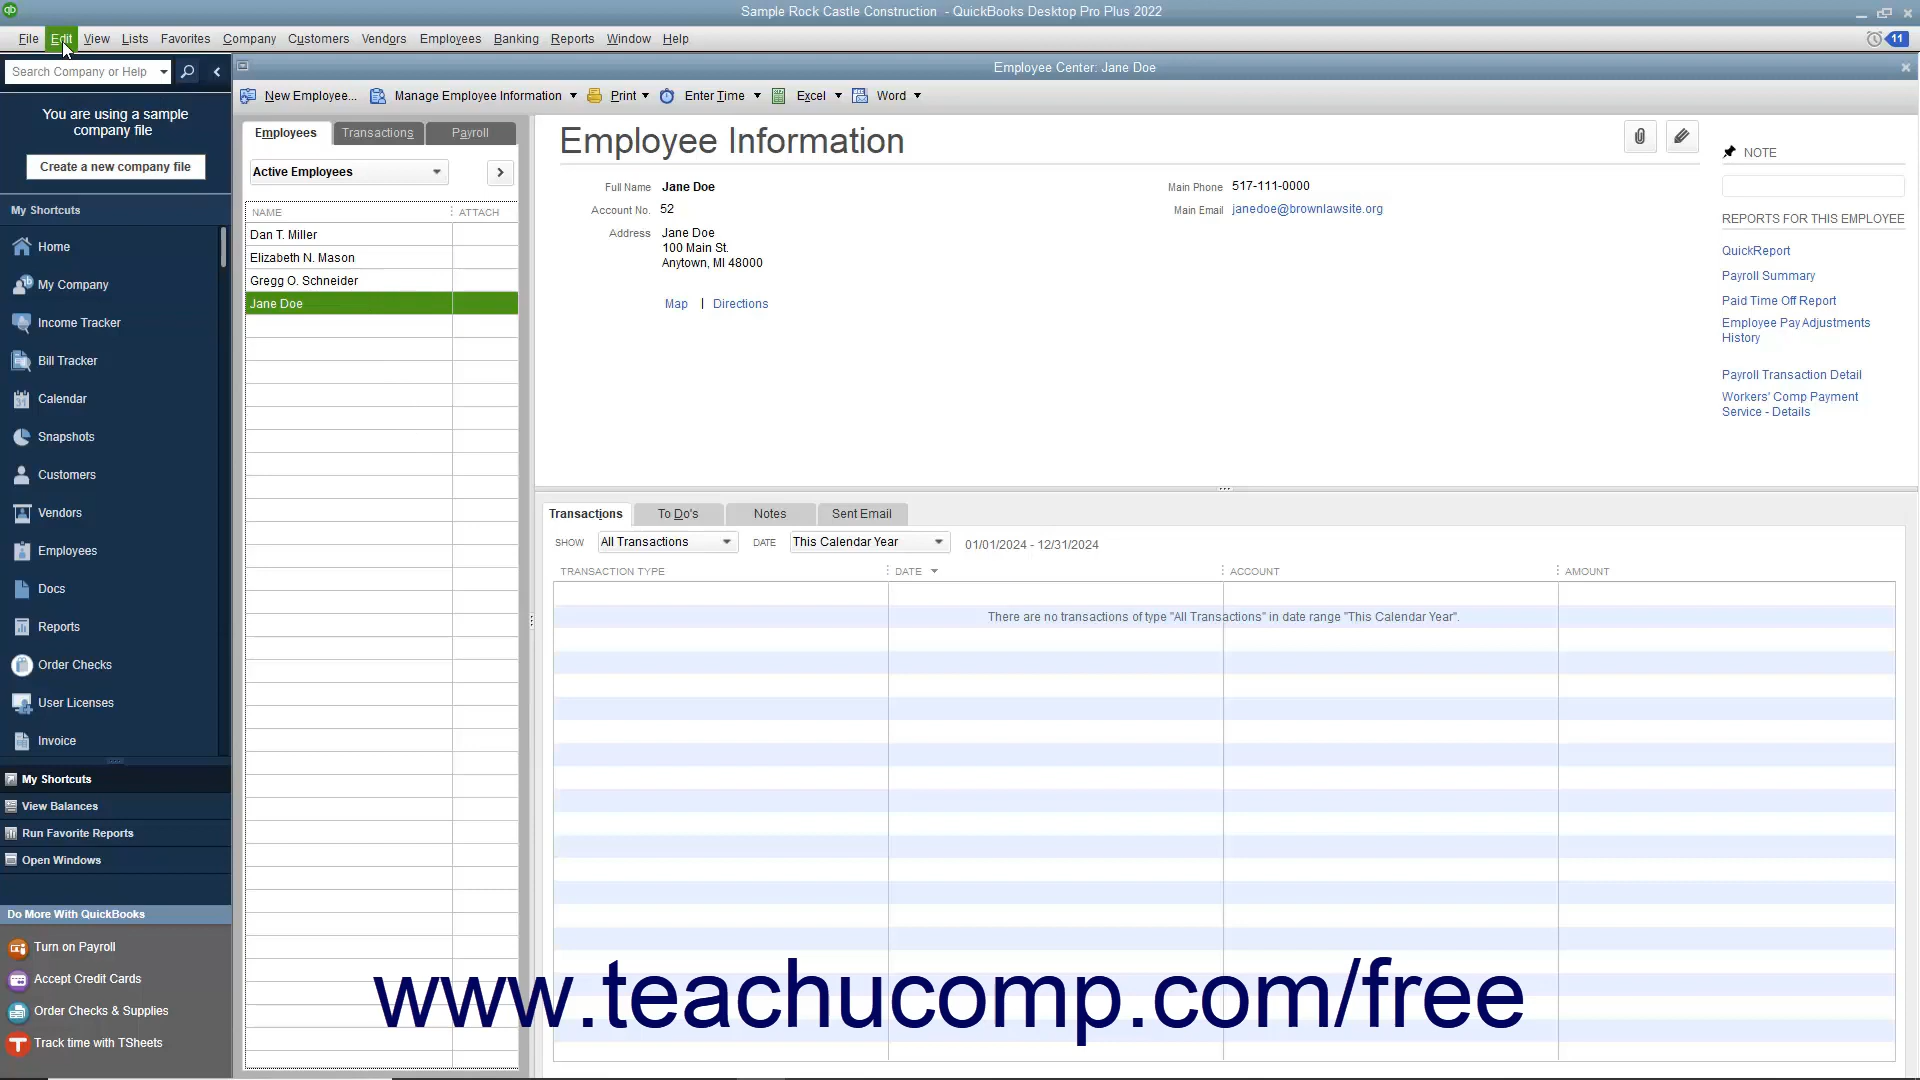 Sample Rock Castle Construction - QuickBooks Desktop Pro Plus 2022
File Edit View Lists Favorites Company Customers Vendors Employees Banking Reports Window Help
11
Search Company or Help
Employee Center: Jane Doe
New Employee... Manage Employee Information Print Enter Time Excel Word
You are using a sample
company file
Create a new company file
My Shortcuts
Home
My Company
Income Tracker
Bill Tracker
Calendar
Snapshots
Customers
Vendors
Employees
Docs
Reports
Order Checks
User Licenses
Invoice
My Shortcuts
View Balances
Run Favorite Reports
Open Windows
Do More With QuickBooks
Turn on Payroll
Accept Credit Cards
Order Checks & Supplies
Track time with TSheets
Employees Transactions Payroll
Active Employees
NAME ATTACH
Dan T. Miller
Elizabeth N. Mason
Gregg O. Schneider
Jane Doe
Employee Information
Full Name Jane Doe
Account No. 52
Address Jane Doe
100 Main St.
Anytown, MI 48000
Map | Directions
Main Phone 517-111-0000
Main Email janedoe@brownlawsite.org
NOTE
REPORTS FOR THIS EMPLOYEE
QuickReport
Payroll Summary
Paid Time Off Report
Employee Pay Adjustments
History
Payroll Transaction Detail
Workers' Comp Payment
Service - Details
Transactions To Do's Notes Sent Email
SHOW All Transactions DATE This Calendar Year 01/01/2024 - 12/31/2024
TRANSACTION TYPE DATE ACCOUNT AMOUNT
There are no transactions of type "All Transactions" in date range "This Calendar Year".
www.teachucomp.com/free